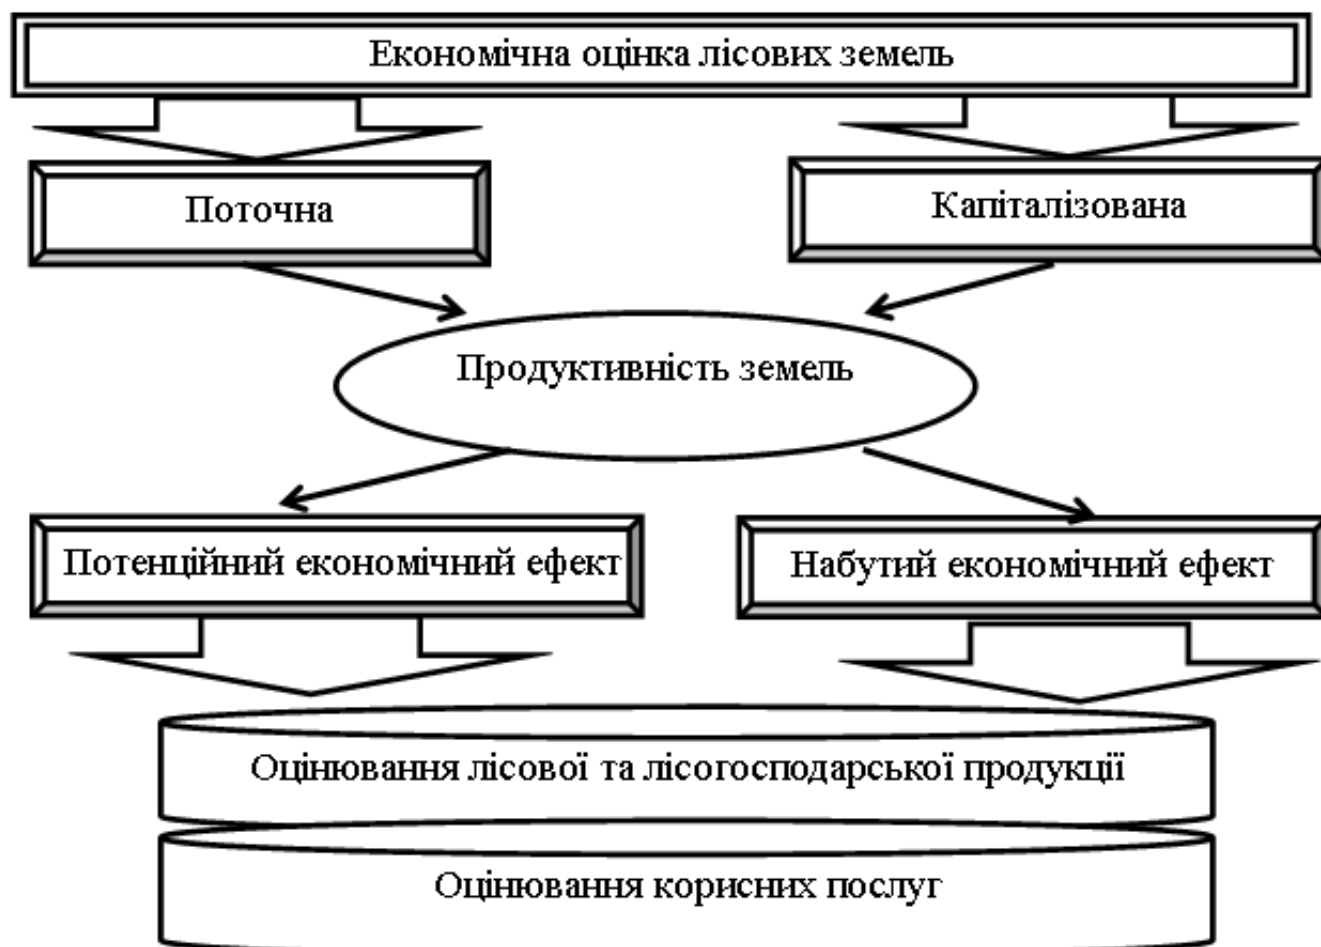 Економічна оцінка лісових земель
Поточна
Капіталізована
Продуктивність земель
Потенційний економічний ефект
Набутий економічний ефект
Оцінювання лісової та лісогосподарської продукції
Оцінювання корисних послуг